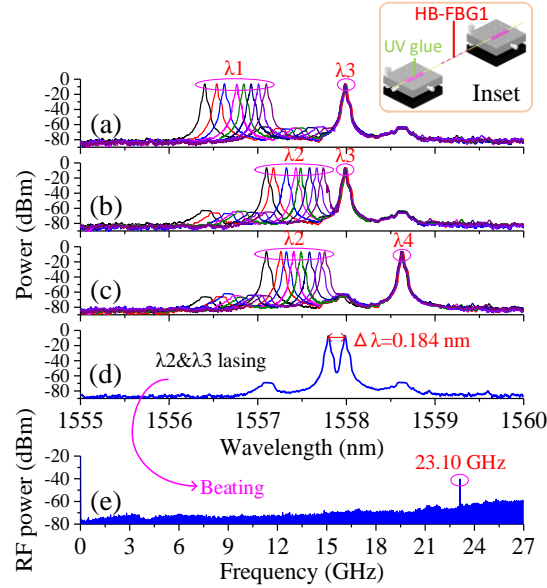 HB-FBG1
UV glue
Inset
λ1
λ3
0
-20
-40
-60
-80
(a)
λ2
λ3
0
-20
-40
-60
-80
(b)
λ2
λ4
0
-20
-40
-60
-80
(c)
Power (dBm)
Δ λ=0.184 nm
0
-20
-40
-60
-80
λ2&λ3 lasing
(d)
1555 1556 1557 1558 1559 1560
Wavelength (nm)
-20
-40
-60
-80
RF power (dBm)
23.10 GHz
Beating
(e)
0 3 6 9 12 15 18 21 24 27
Frequency (GHz)